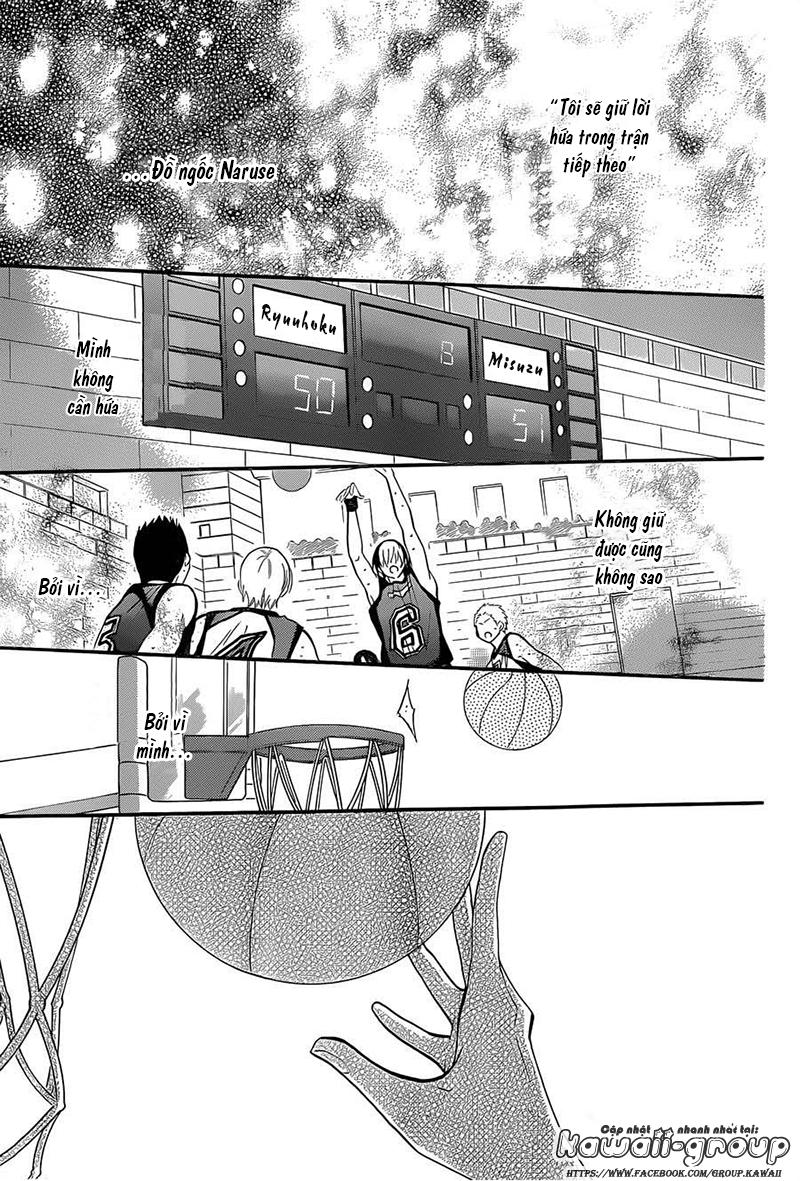 “Tôi sẽ giữ lời
hứa trong trận
tiếp theo”
...Đồ ngốc Naruse
Ryuuhoku
8
Misuzu
50
51
Mình
không
cần hứa
Không giữ
được cũng
không sao
Bởi vì...
6
Bởi vì
mình...
Cập nhật nhanh nhất tại:
Kawaii-group
HTTPS://WWW.FACEBOOK.COM/GROUP.KAWAII